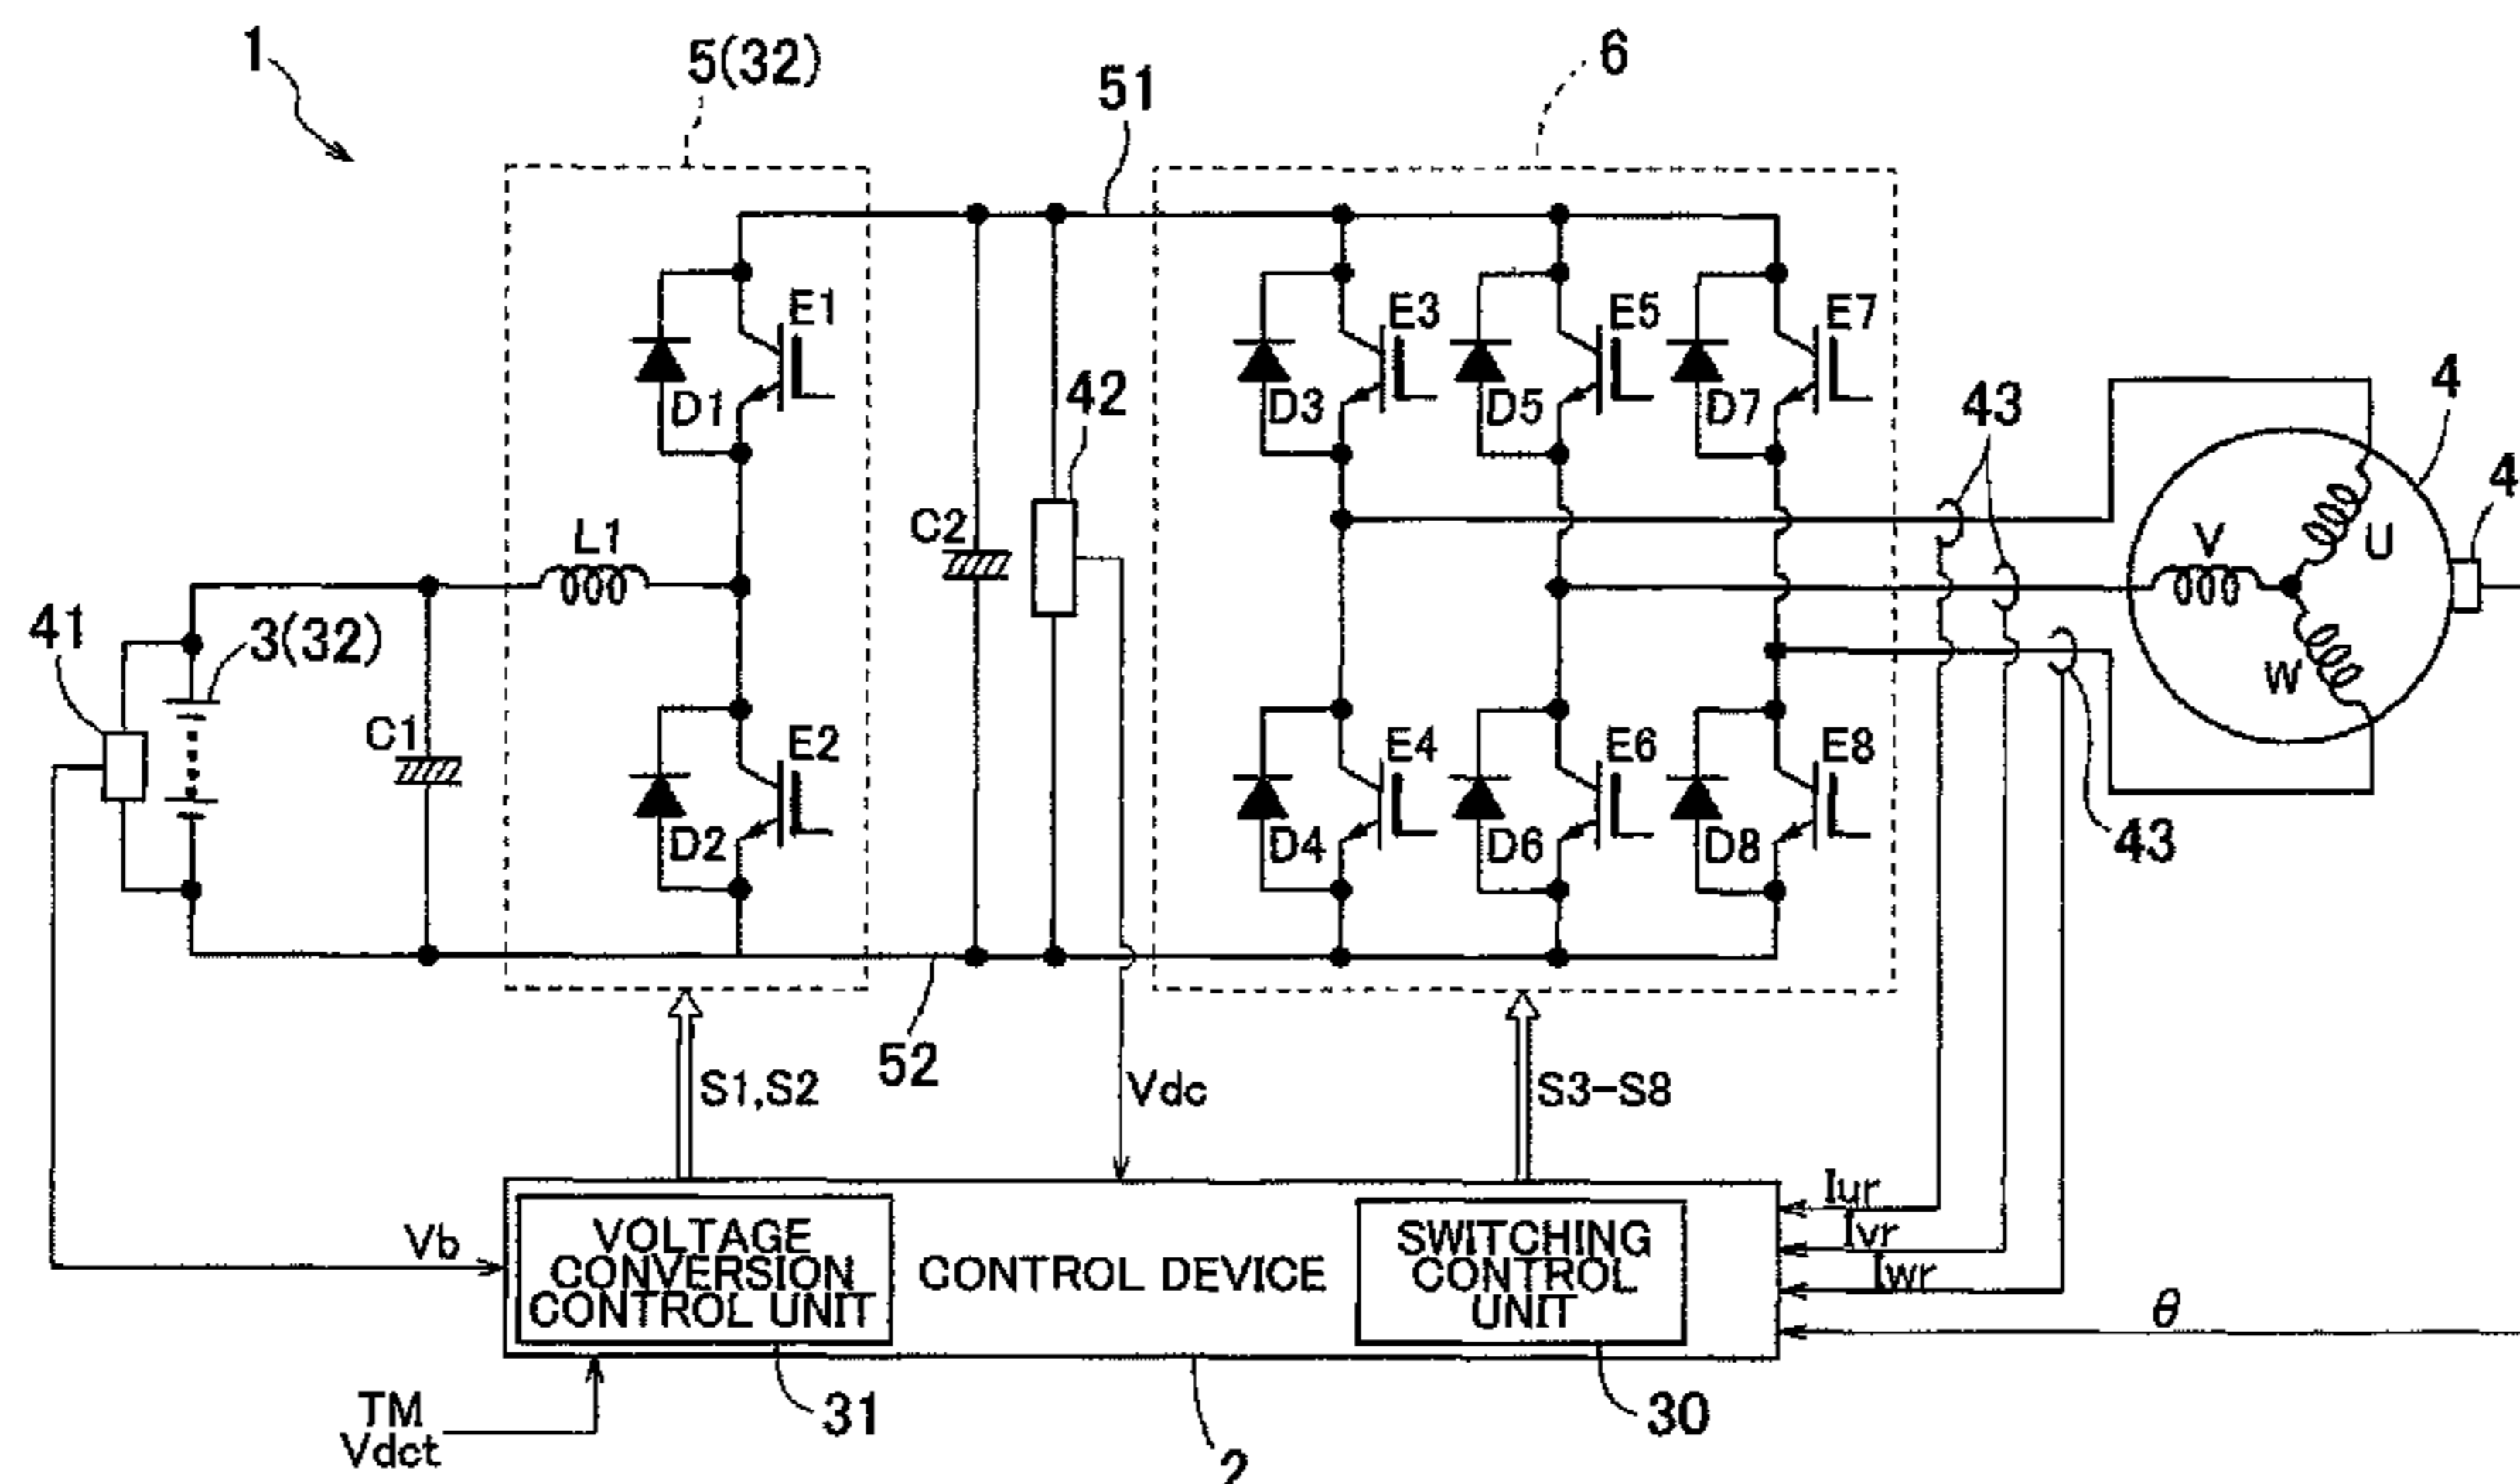 1
5(32)
51
6
E1
D1
42
E3
D3
E5
D5
E7
D7
43
4
4
L1
C2
V
U
W
41
3(32)
C1
E2
D2
E4
D4
E6
D6
E8
D8
43
52
S1,S2
Vdc
S3-S8
Vb
VOLTAGE
CONVERSION
CONTROL UNIT
CONTROL DEVICE
SWITCHING
CONTROL
UNIT
Iur
Ivr
Iwr
θ
TM
Vdct
31
2
30